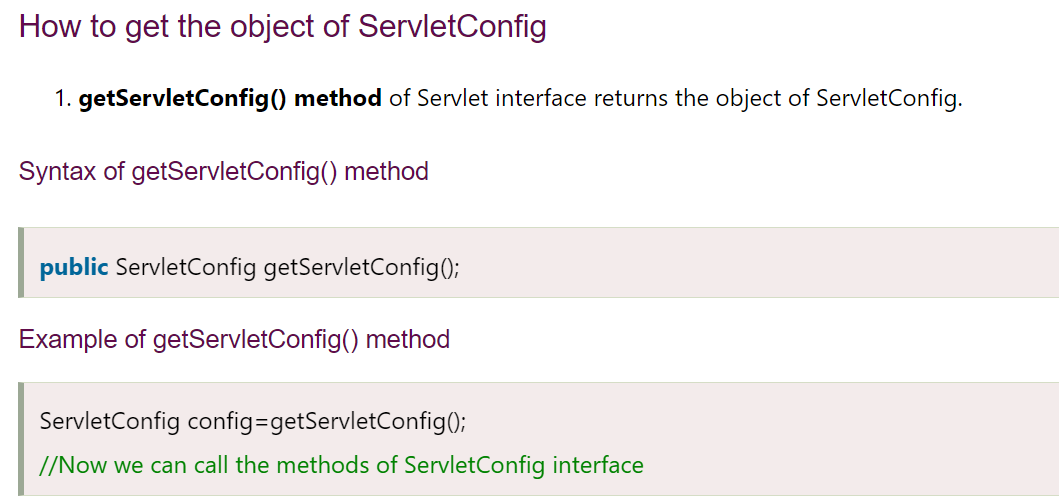 How to get the object of ServletConfig
1. getServletConfig() method of Servlet interface returns the object of ServletConfig.
Syntax of getServletConfig() method
public ServletConfig getServletConfig();
Example of getServletConfig() method
ServletConfig config=getServletConfig();
//Now we can call the methods of ServletConfig interface